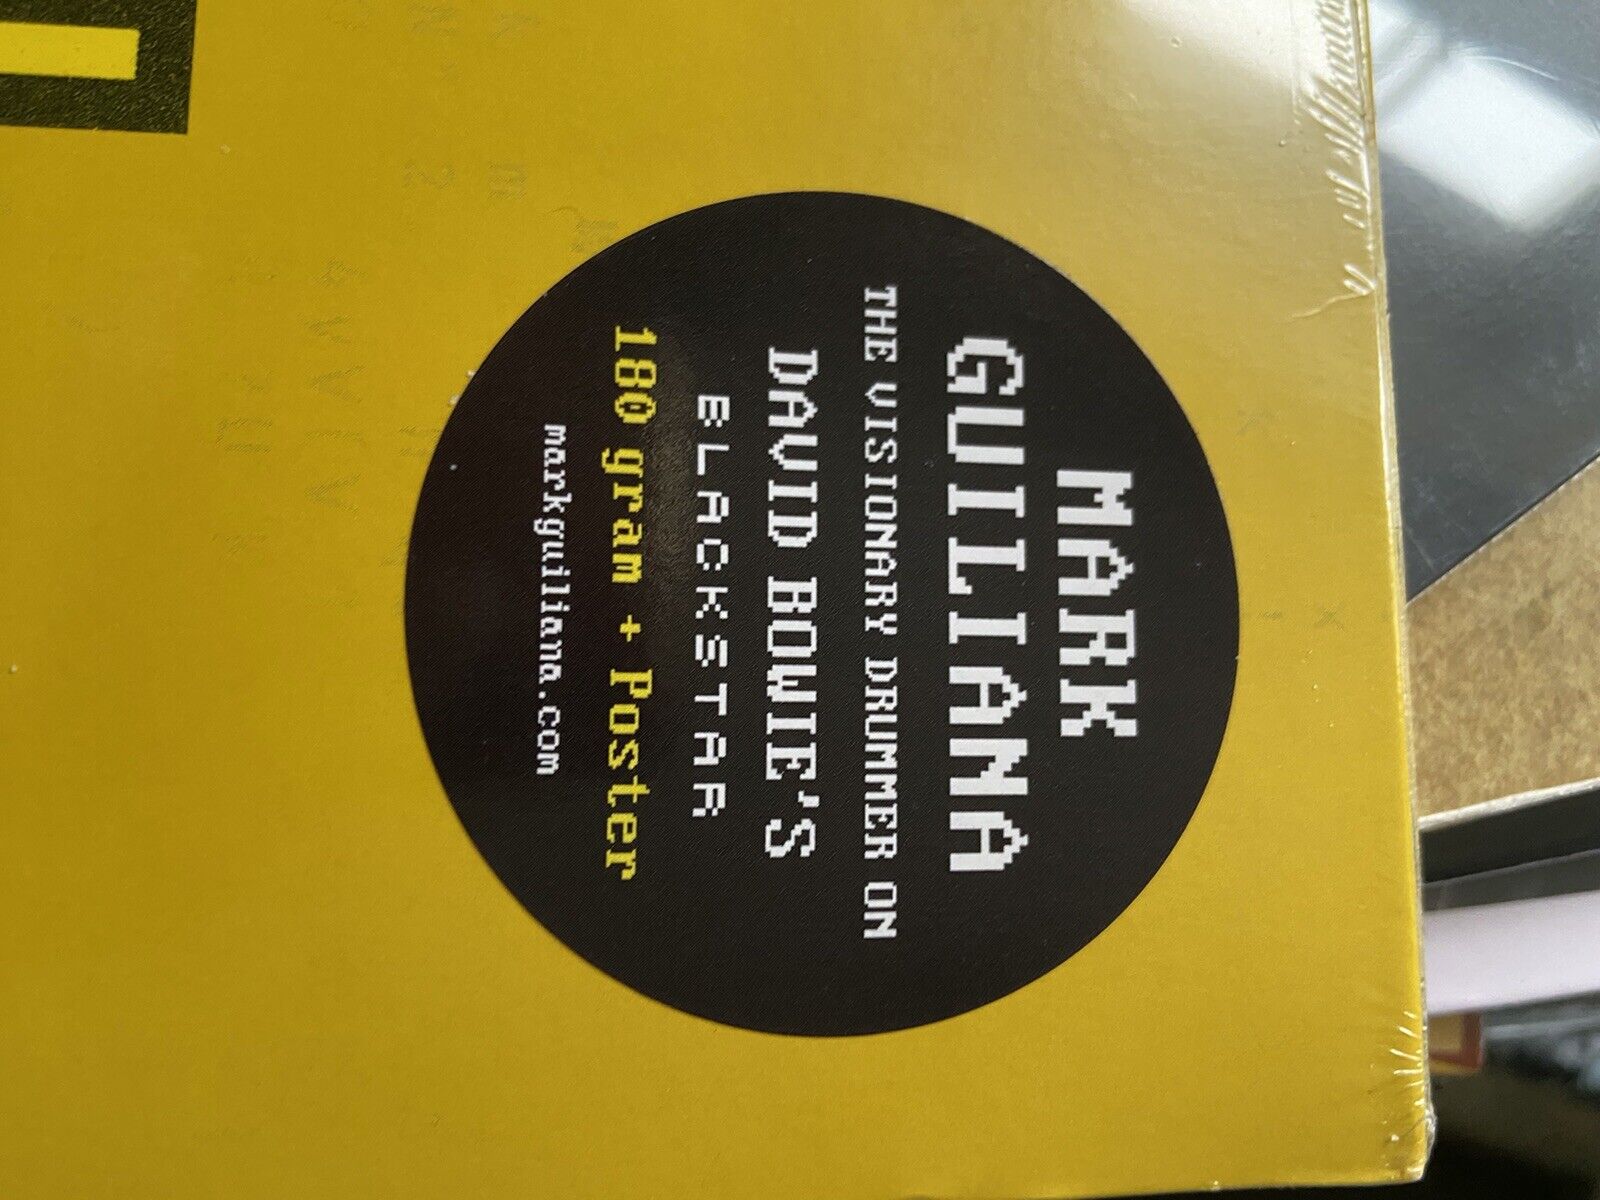 MARK
GUILIANA
THE VISIONARY DRUMMER ON
DAVID BOWIE'S
BLACKSTAR
180 gram + Poster
markguiliana.com